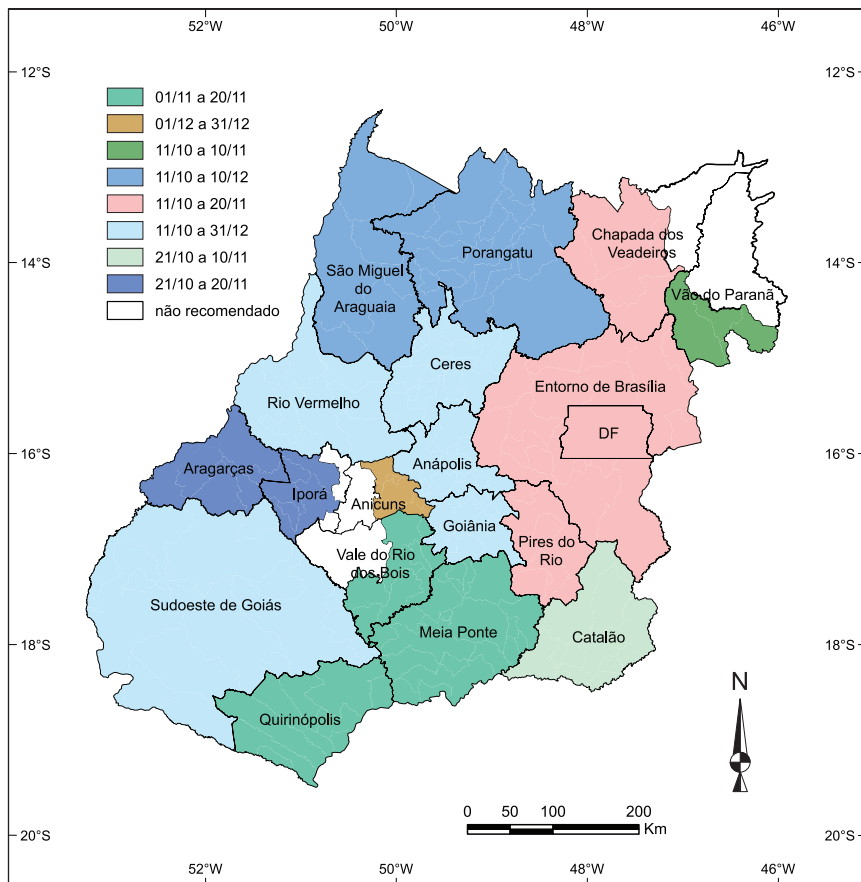 52°W
50°W
48°W
46°W
12°S
12°S
01/11 a 20/11
01/12 a 31/12
11/10 a 10/11
11/10 a 10/12
11/10 a 20/11
11/10 a 31/12
21/10 a 10/11
21/10 a 20/11
não recomendado
14°S
14°S
Chapada dos
Veadeiros
Porangatu
São Miguel
do
Araguaia
Vão do Paranã
Ceres
Entorno de Brasília
Rio Vermelho
DF
16°S
16°S
Aragarças
Anápolis
Iporá
Anicuns
Goiânia
Pires do
Rio
Vale do Rio
dos Bois
Sudoeste de Goiás
Meia Ponte
Catalão
18°S
18°S
Quirinópolis
N
0 50 100 200
Km
20°S
20°S
52°W
50°W
48°W
46°W